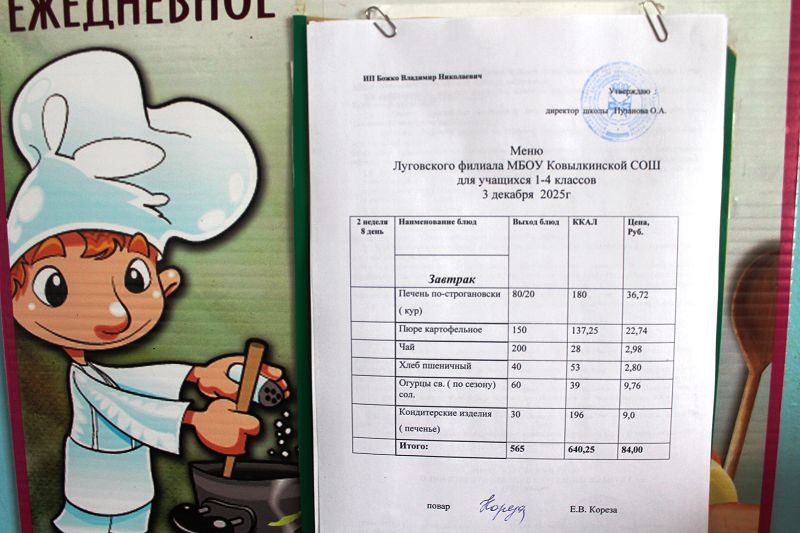 ЕЖЕДНЕВНОЕ
ИП Божко Владимир Николаевич
Утверждаю
директор школы Пузанова О.А.
Меню
Луговского филиала МБОУ Ковылкинской СОШ
для учащихся 1-4 классов
3 декабря 2025г
2 неделя 8 день Наименование блюд Выход блюд ККАЛ Цена, Руб.
Завтрак
Печень по-строгановски ( кур) 80/20 180 36,72
Пюре картофельное 150 137,25 22,74
Чай 200 28 2,98
Хлеб пшеничный 40 53 2,80
Огурцы св. ( по сезону) сол. 60 39 9,76
Кондитерские изделия ( печенье) 30 196 9,0
Итого: 565 640,25 84,00
повар Кореза Е.В. Кореза